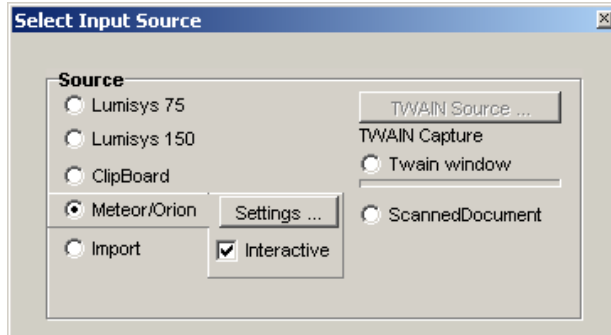 Select Input Source
Source
Lumisys 75
TWAIN Source ...
Lumisys 150
TWAIN Capture
Twain window
ClipBoard
Meteor/Orion
Settings ...
ScannedDocument
Import
Interactive